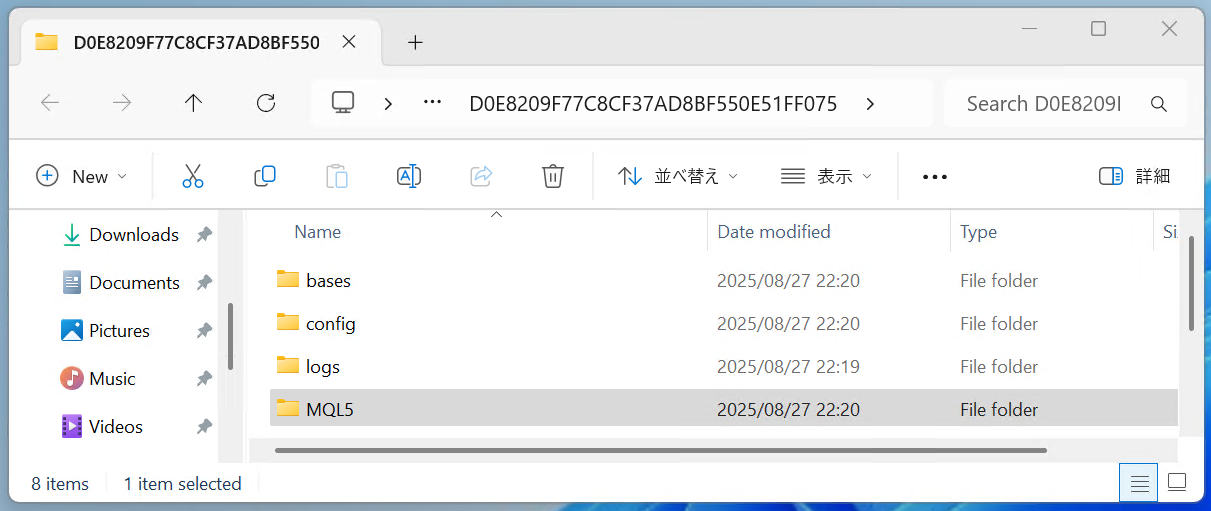 D0E8209F77C8CF37AD8BF550
D0E8209F77C8CF37AD8BF550E51FF075
Search D0E8209
New
並べ替え
表示
詳細
Downloads
Documents
Pictures
Music
Videos
Name Date modified Type
bases 2025/08/27 22:20 File folder
config 2025/08/27 22:20 File folder
logs 2025/08/27 22:19 File folder
MQL5 2025/08/27 22:20 File folder
8 items 1 item selected